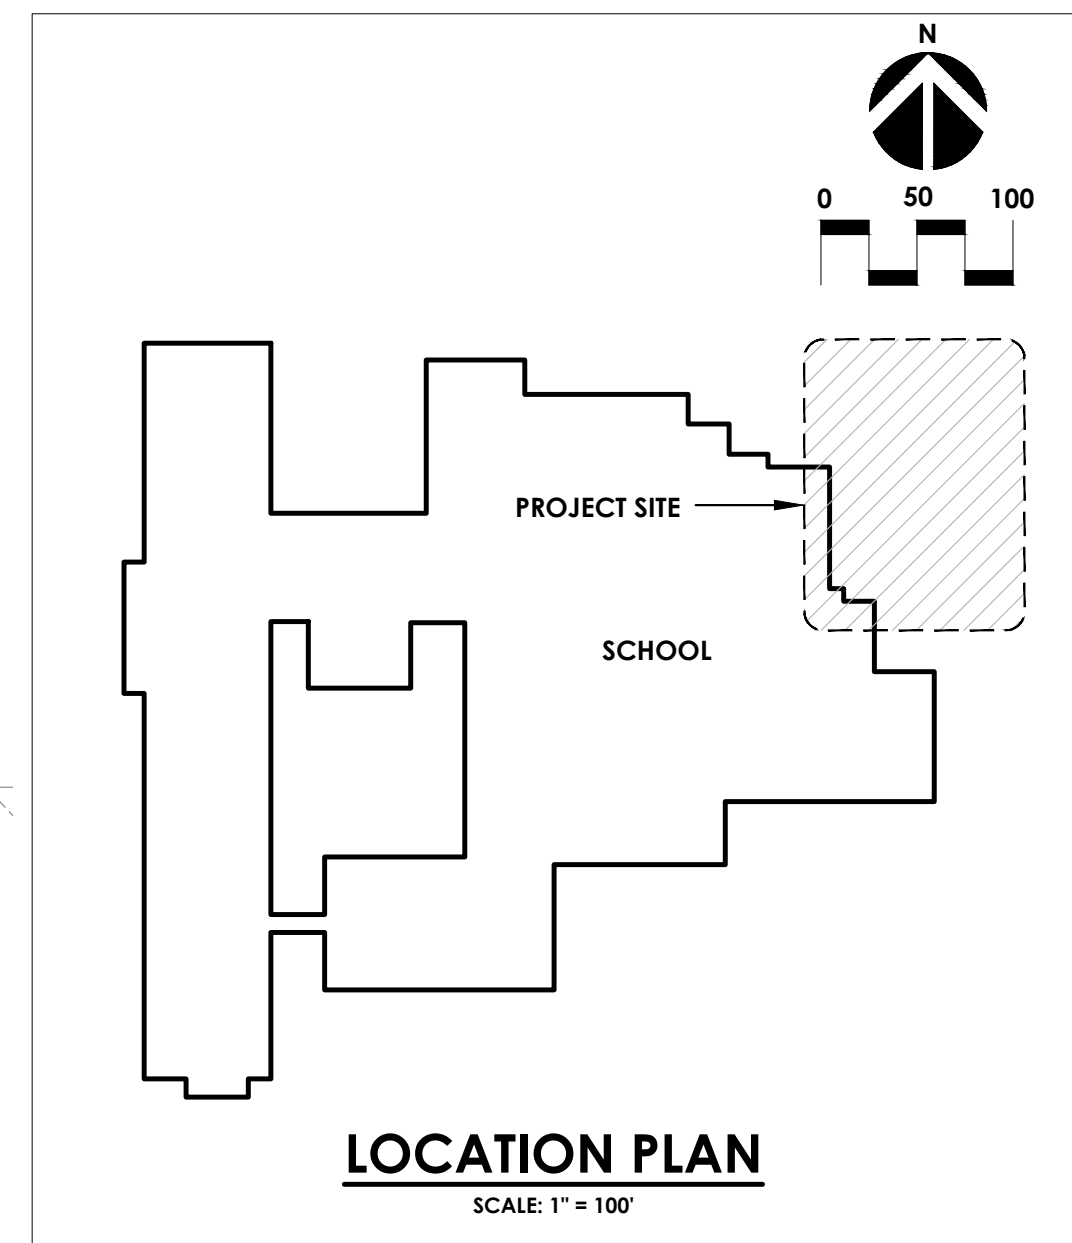 N
0 50 100
PROJECT SITE
SCHOOL
LOCATION PLAN
SCALE: 1" = 100'